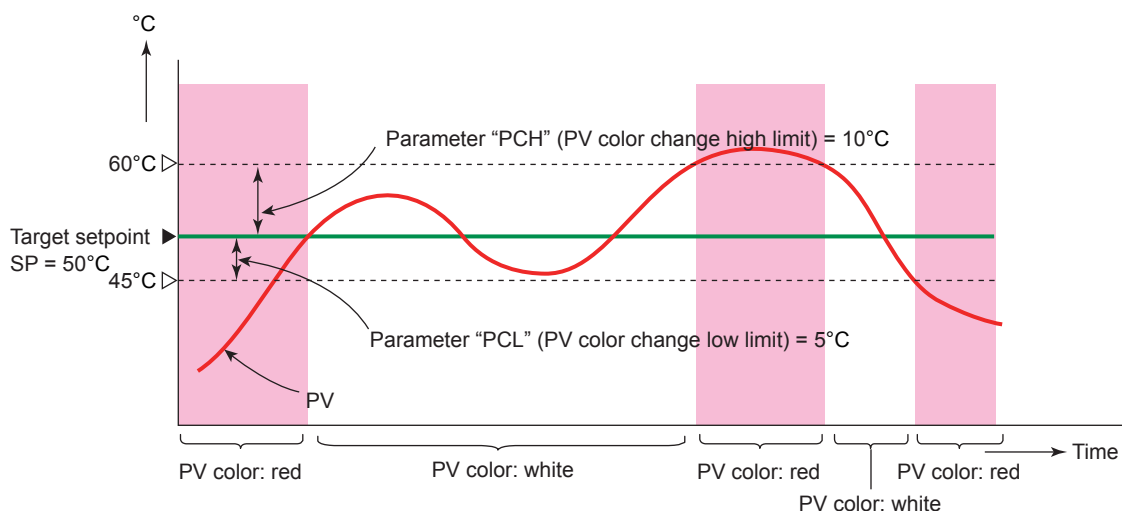 °C
Parameter “PCH” (PV color change high limit) = 10°C
60°C
Target setpoint
SP = 50°C
45°C
Parameter “PCL” (PV color change low limit) = 5°C
PV
Time
PV color: red
PV color: white
PV color: red
PV color: red
PV color: white